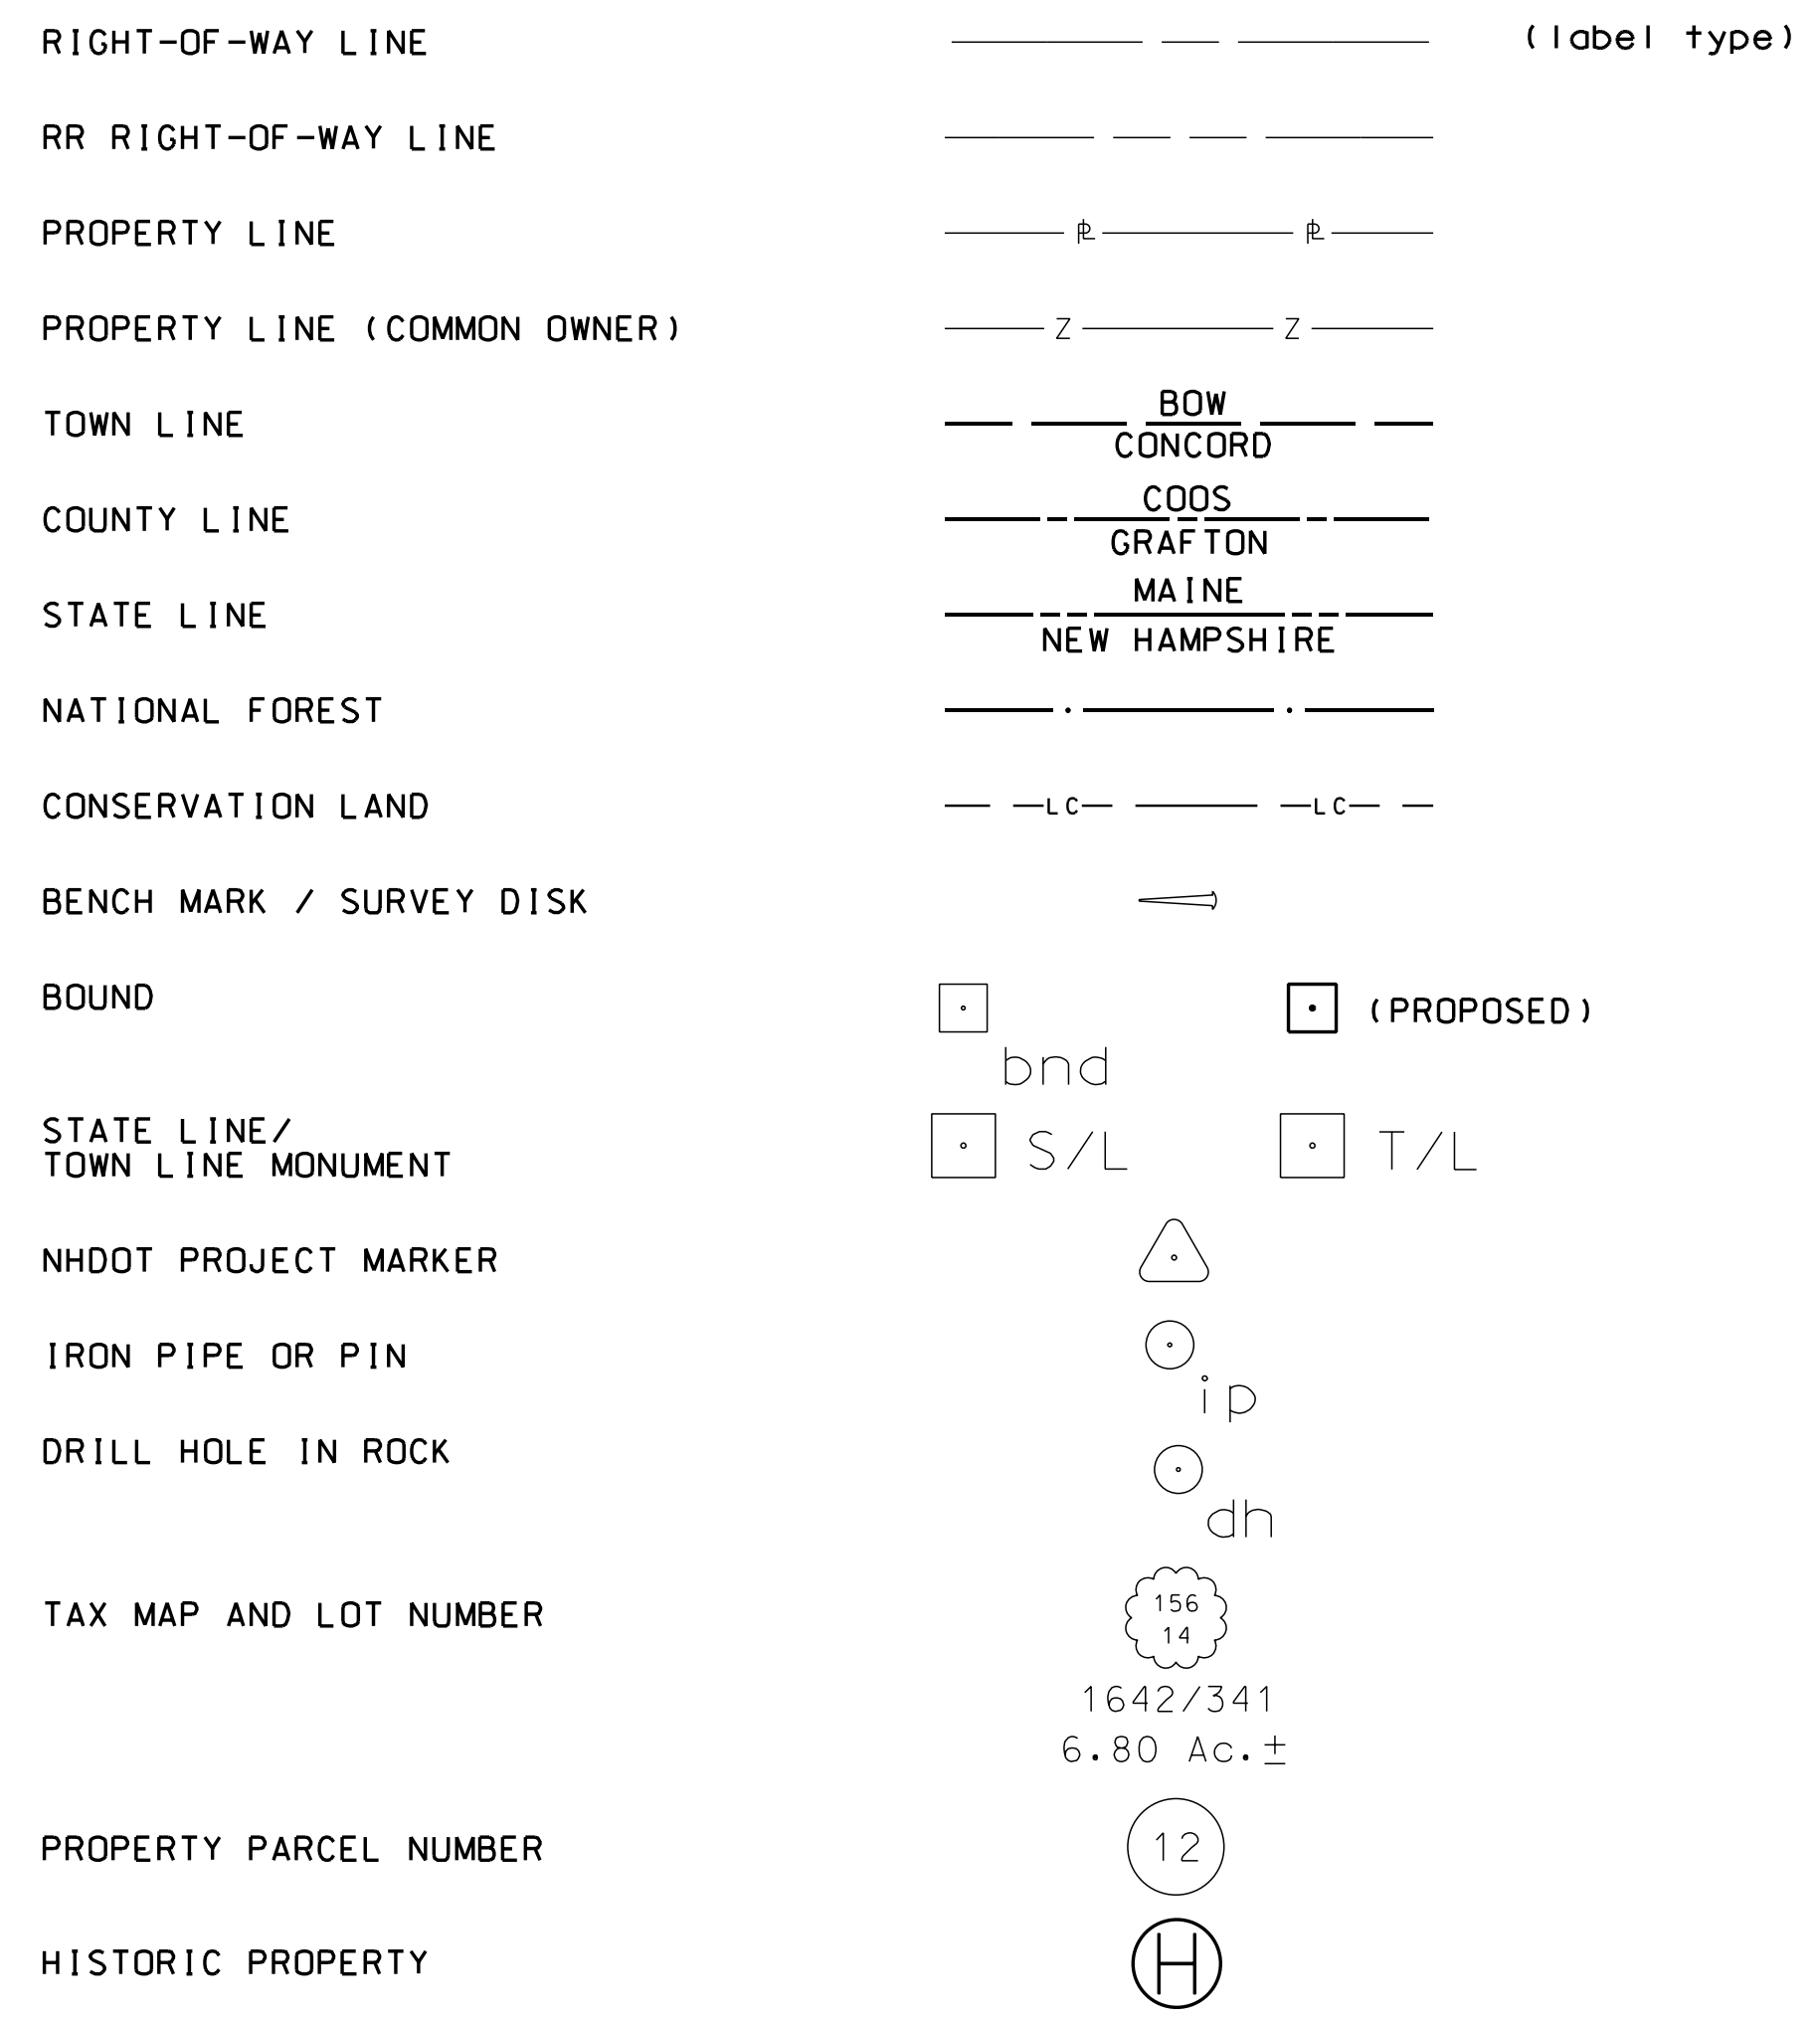 RIGHT-OF-WAY LINE (label type)
RR RIGHT-OF-WAY LINE
PROPERTY LINE PL PL
PROPERTY LINE (COMMON OWNER) Z Z
BOW
TOWN LINE
CONCORD
COOS
COUNTY LINE
GRAFTON
MAINE
STATE LINE
NEW HAMPSHIRE
NATIONAL FOREST
CONSERVATION LAND LC LC
BENCH MARK / SURVEY DISK
BOUND (PROPOSED)
bnd
STATE LINE/
TOWN LINE MONUMENT S/L T/L
NHDOT PROJECT MARKER
IRON PIPE OR PIN
ip
DRILL HOLE IN ROCK
dh
156
TAX MAP AND LOT NUMBER
14
1642/341
6.80 Ac.±
PROPERTY PARCEL NUMBER 12
HISTORIC PROPERTY H